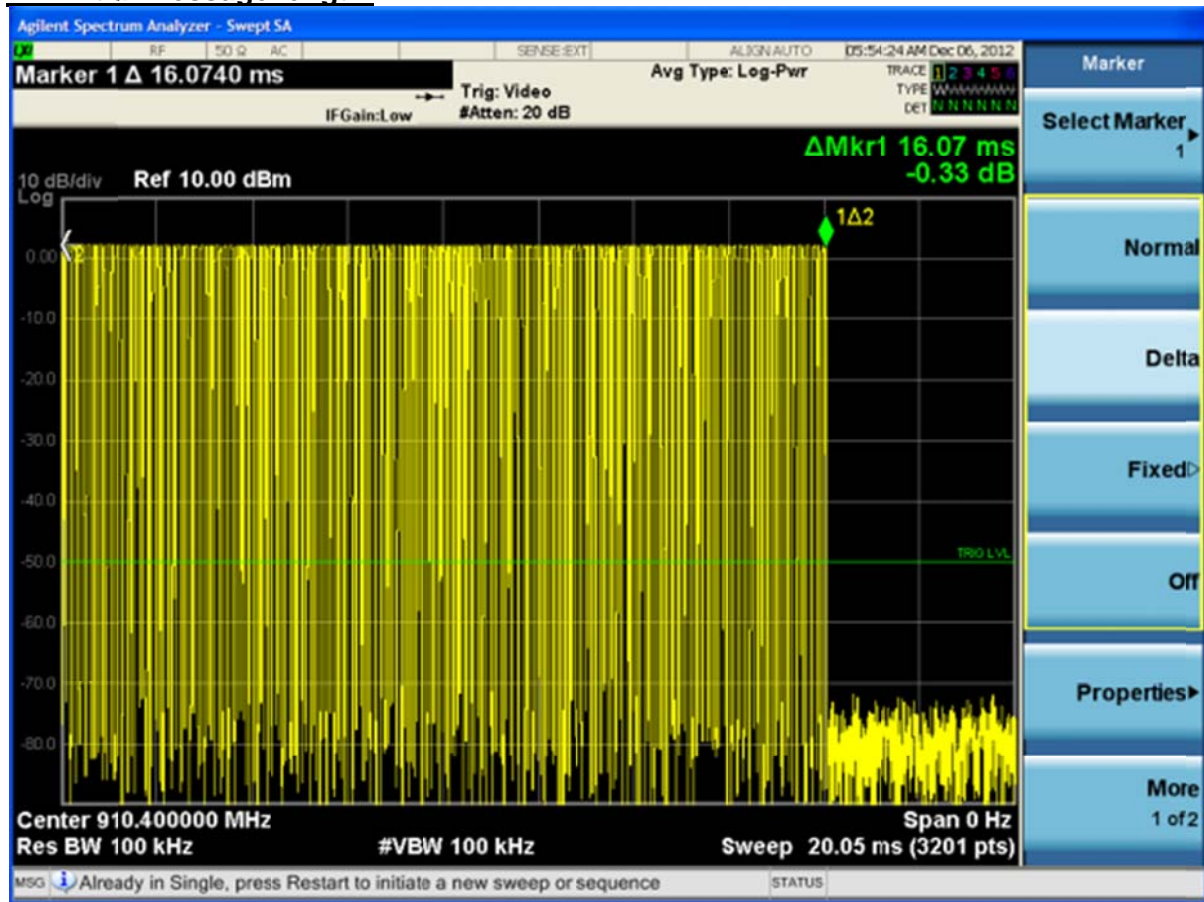 Agilent Spectrum Analyzer - Swept SA
RF 50 Ω AC SENSE:EXT ALIGN AUTO 05:54:24 AM Dec 06, 2012
Marker 1 Δ 16.0740 ms
Trig: Video
IFGain:Low #Atten: 20 dB
Avg Type: Log-Pwr
TRACE 1 2 3 4 5 6
TYPE WWWWWW
DET N N N N N N
ΔMkr1 16.07 ms
-0.33 dB
10 dB/div Ref 10.00 dBm
Log
1Δ2
0.00
-10.0
-20.0
-30.0
-40.0
-50.0
TRIG LVL
-60.0
-70.0
-80.0
Center 910.400000 MHz Span 0 Hz
Res BW 100 kHz #VBW 100 kHz Sweep 20.05 ms (3201 pts)
MSG Already in Single, press Restart to initiate a new sweep or sequence STATUS
Marker
Select Marker
1
Normal
Delta
Fixed
Off
Properties
More
1 of 2